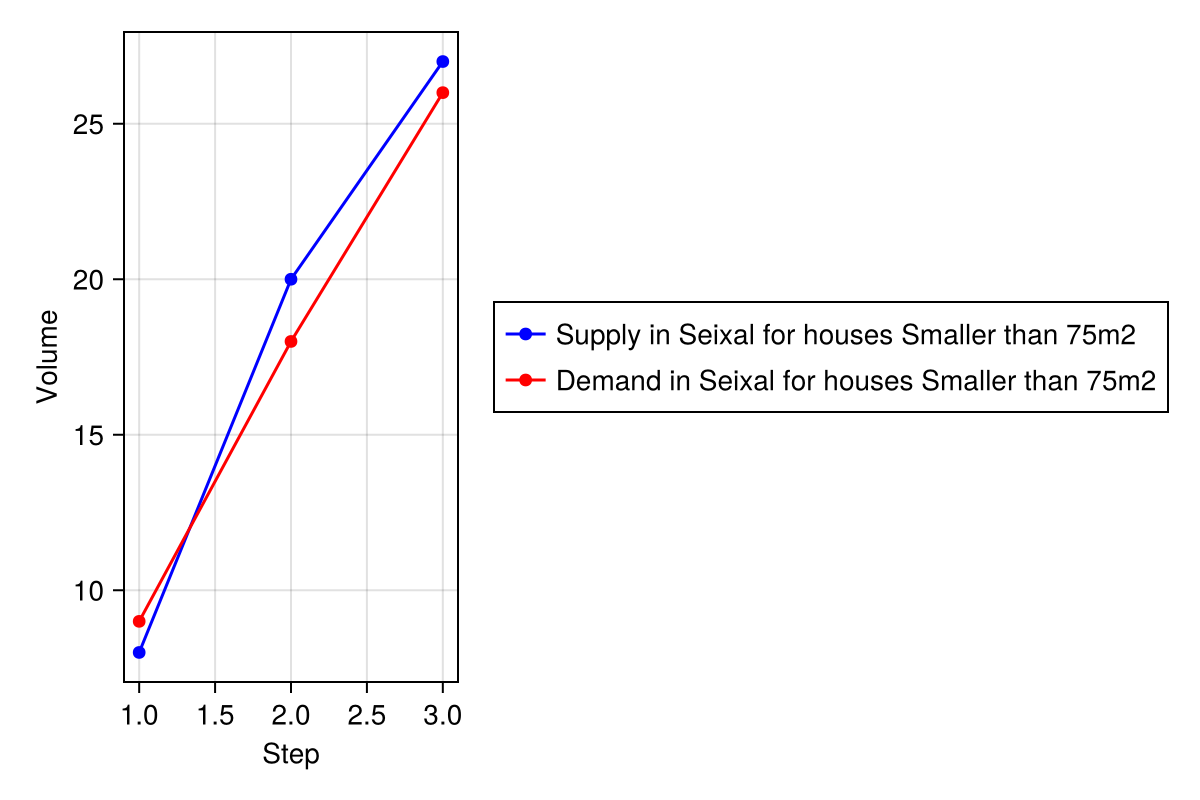 25
20
15
10
Volume
1.0 1.5 2.0 2.5 3.0
Step
Supply in Seixal for houses Smaller than 75m2
Demand in Seixal for houses Smaller than 75m2